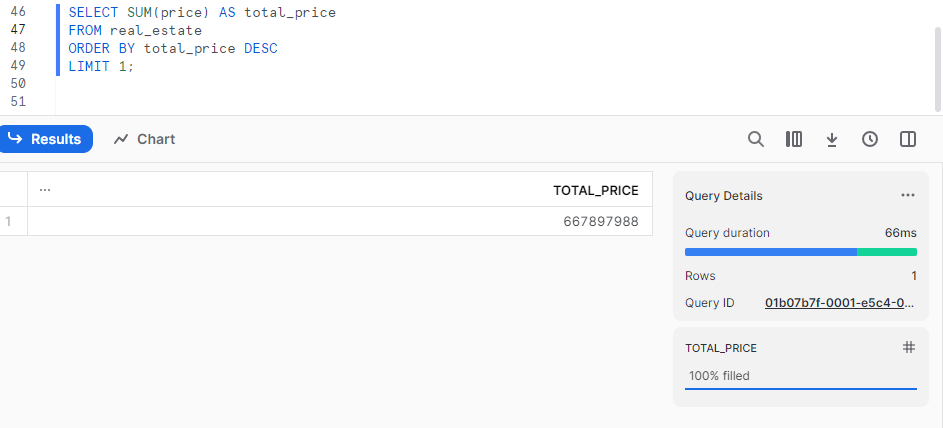 46 SELECT SUM(price) AS total_price
47 FROM real_estate
48 ORDER BY total_price DESC
49 LIMIT 1;
50
51
Results Chart
... TOTAL_PRICE
1 667897988
Query Details ...
Query duration 66ms
Rows 1
Query ID 01b07b7f-0001-e5c4-0...
TOTAL_PRICE #
100% filled